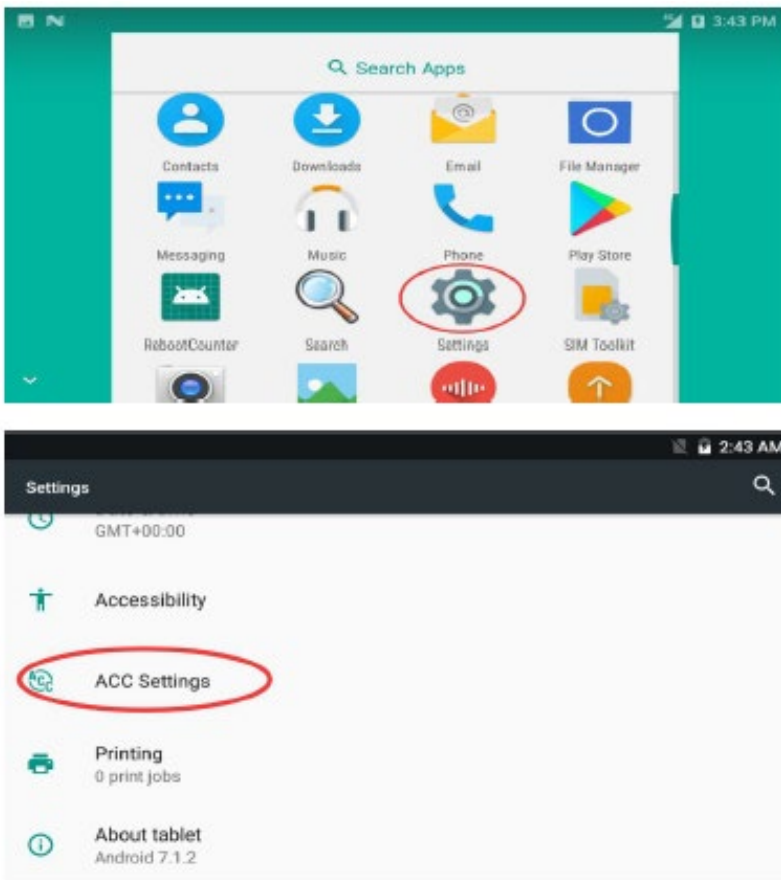 3:43 PM
Search Apps
Contacts Downloads Email File Manager
Messaging Music Phone Play Store
RebootCounter Search Settings SIM Toolkit
2:43 AM
Settings
GMT+00:00
Accessibility
ACC Settings
Printing
0 print jobs
About tablet
Android 7.1.2